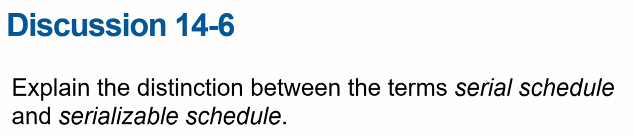 Discussion 14-6
Explain the distinction between the terms serial schedule
and serializable schedule.